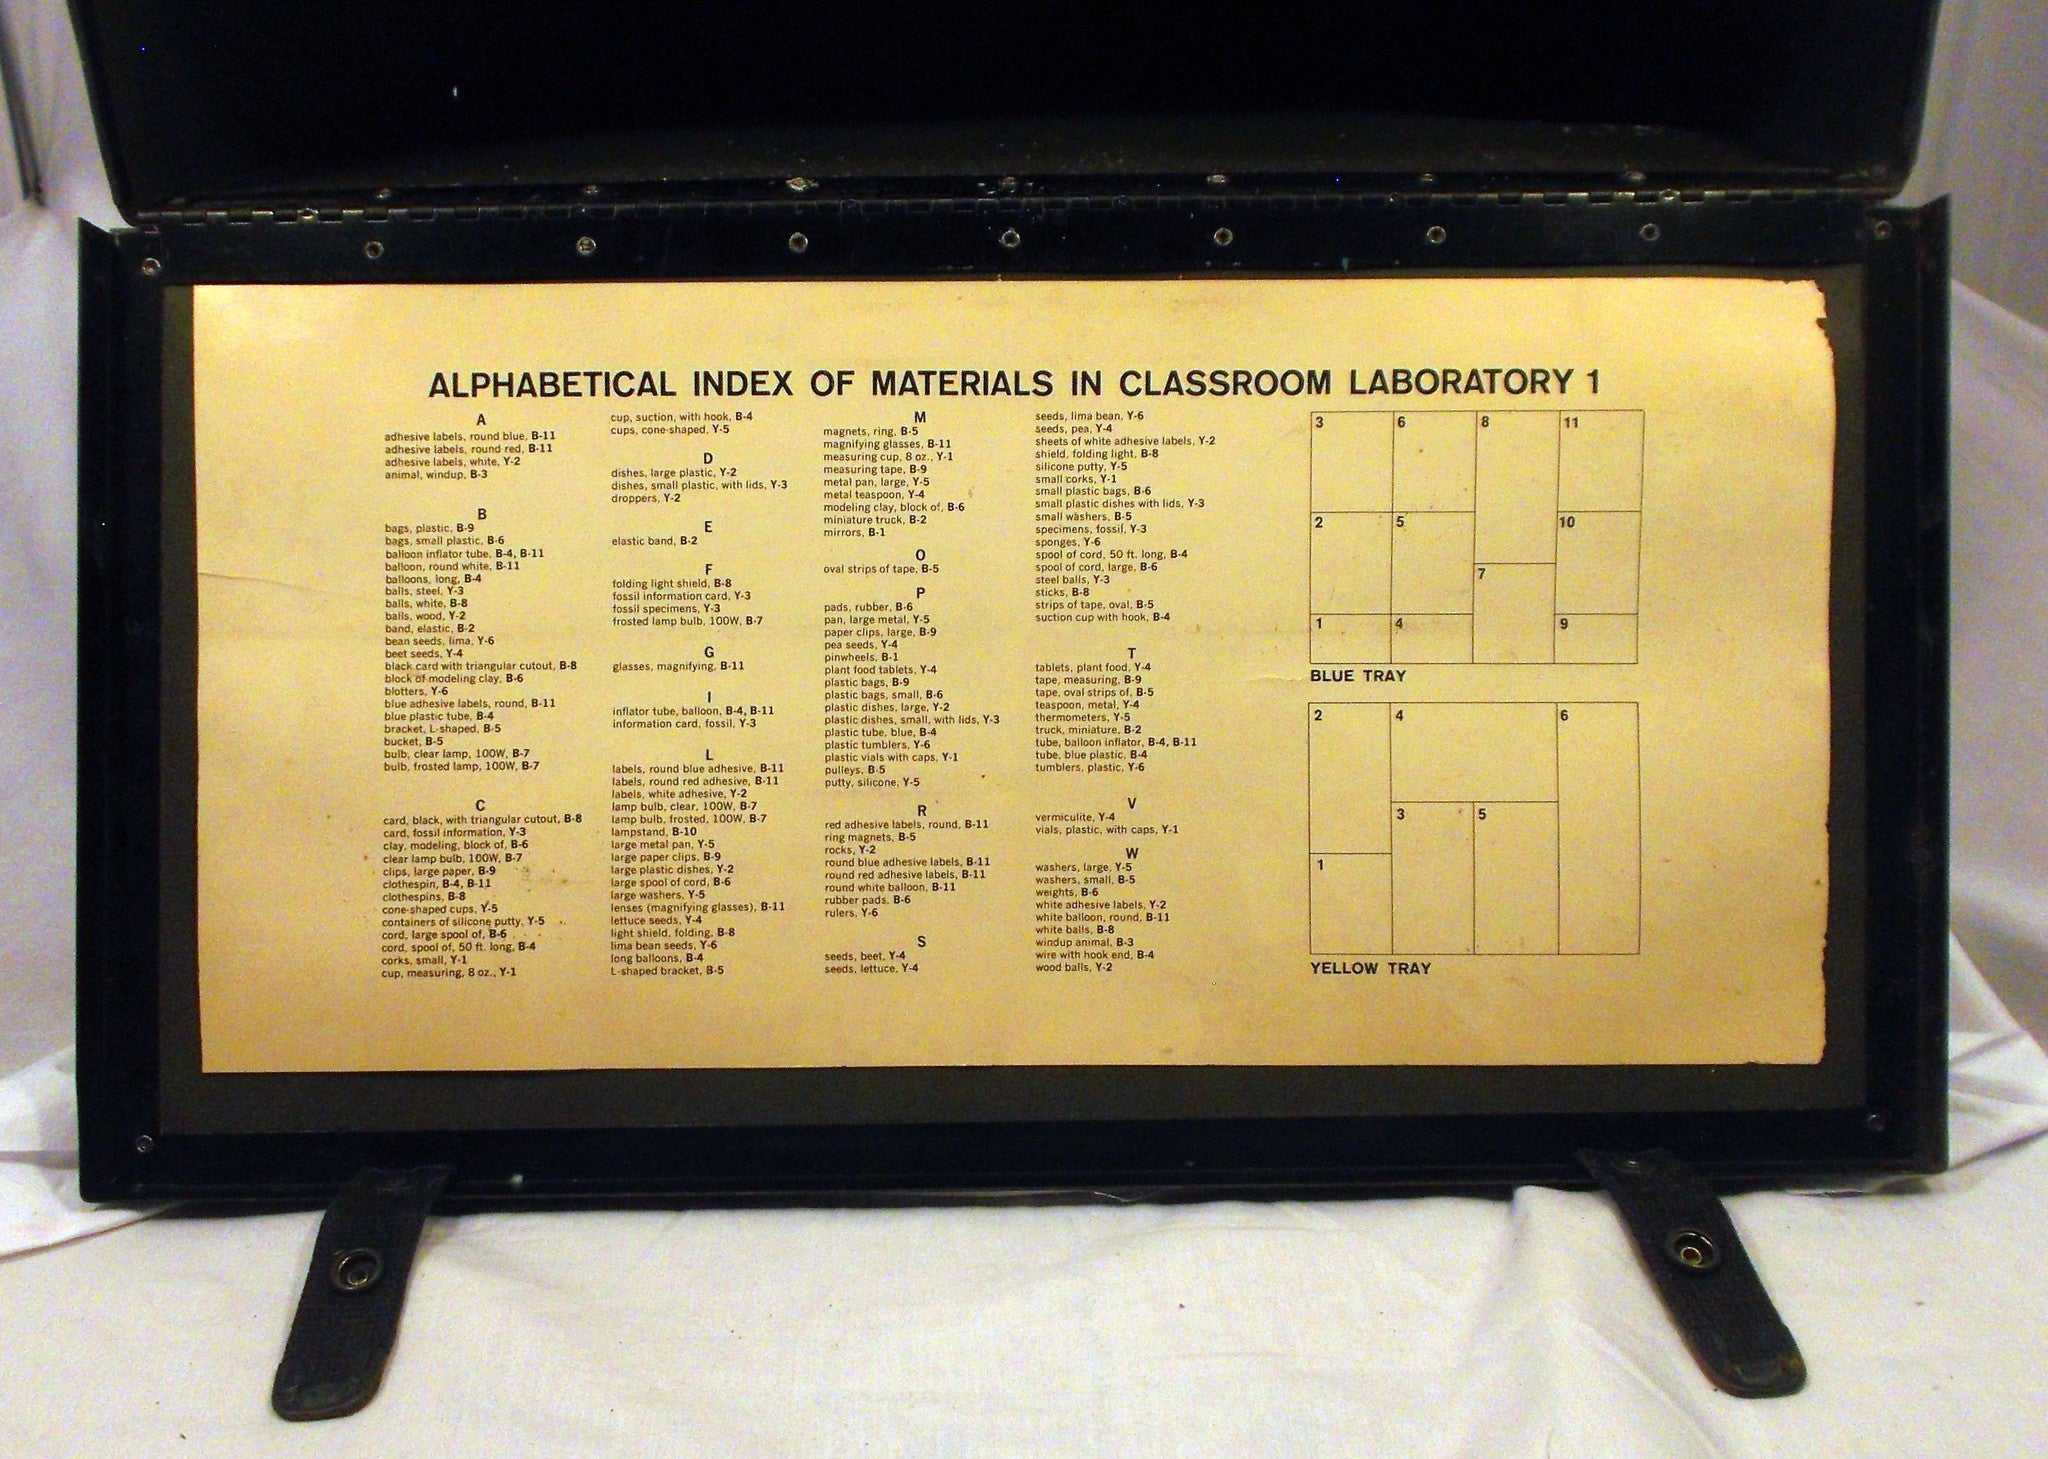 ALPHABETICAL INDEX OF MATERIALS IN CLASSROOM LABORATORY 1
A
adhesive labels, round blue, B-11
adhesive labels, round red, B-11
adhesive labels, white, Y-2
animal, windup, B-3
B
bags, plastic, B-9
bags, small plastic, B-6
balloon inflator tube, B-4, B-11
balloon, round white, B-11
balloons, long, B-4
balls, steel, Y-3
balls, white, B-8
balls, wood, Y-2
band, elastic, B-2
bean seeds, lima, Y-6
beet seeds, Y-4
black card with triangular cutout, B-8
block of modeling clay, B-6
blotters, Y-6
blue adhesive labels, round, B-11
blue plastic tube, B-4
bracket, L-shaped, B-5
bucket, B-5
bulb, clear lamp, 100W, B-7
bulb, frosted lamp, 100W, B-7
C
card, black, with triangular cutout, B-8
card, fossil information, Y-3
clay, modeling, block of, B-6
clear lamp bulb, 100W, B-7
clips, large paper, B-9
clothespin, B-4, B-11
clothespins, B-8
cone-shaped cups, Y-5
containers of silicone putty, Y-5
cord, large spool of, B-6
cord, spool of, 50 ft. long, B-4
corks, small, Y-1
cup, measuring, 8 oz., Y-1
cup, suction, with hook, B-4
cups, cone-shaped, Y-5
D
dishes, large plastic, Y-2
dishes, small plastic, with lids, Y-3
droppers, Y-2
E
elastic band, B-2
F
folding light shield, B-8
fossil information card, Y-3
fossil specimens, Y-3
frosted lamp bulb, 100W, B-7
G
glasses, magnifying, B-11
I
inflator tube, balloon, B-4, B-11
information card, fossil, Y-3
L
labels, round blue adhesive, B-11
labels, round red adhesive, B-11
labels, white adhesive, Y-2
lamp bulb, clear, 100W, B-7
lamp bulb, frosted, 100W, B-7
lampstand, B-10
large metal pan, Y-5
large paper clips, B-9
large plastic dishes, Y-2
large spool of cord, B-6
large washers, Y-5
lenses (magnifying glasses), B-11
lettuce seeds, Y-4
light shield, folding, B-8
lima bean seeds, Y-6
long balloons, B-4
L-shaped bracket, B-5
M
magnets, ring, B-5
magnifying glasses, B-11
measuring cup, 8 oz., Y-1
measuring tape, B-9
metal pan, large, Y-5
metal teaspoon, Y-4
modeling clay, block of, B-6
miniature truck, B-2
mirrors, B-1
O
oval strips of tape, B-5
P
pads, rubber, B-6
pan, large metal, Y-5
paper clips, large, B-9
pea seeds, Y-4
pinwheels, B-1
plant food tablets, Y-4
plastic bags, B-9
plastic bags, small, B-6
plastic dishes, large, Y-2
plastic dishes, small, with lids, Y-3
plastic tube, blue, B-4
plastic tumblers, Y-6
plastic vials with caps, Y-1
pulleys, B-5
putty, silicone, Y-5
R
red adhesive labels, round, B-11
ring magnets, B-5
rocks, Y-2
round blue adhesive labels, B-11
round red adhesive labels, B-11
round white balloon, B-11
rubber pads, B-6
rulers, Y-6
S
seeds, beet, Y-4
seeds, lettuce, Y-4
seeds, lima bean, Y-6
seeds, pea, Y-4
sheets of white adhesive labels, Y-2
shield, folding light, B-8
silicone putty, Y-5
small corks, Y-1
small plastic bags, B-6
small plastic dishes with lids, Y-3
small washers, B-5
specimens, fossil, Y-3
sponges, Y-6
spool of cord, 50 ft. long, B-4
spool of cord, large, B-6
steel balls, Y-3
sticks, B-8
strips of tape, oval, B-5
suction cup with hook, B-4
T
tablets, plant food, Y-4
tape, measuring, B-9
tape, oval strips of, B-5
teaspoon, metal, Y-4
thermometers, Y-5
truck, miniature, B-2
tube, balloon inflator, B-4, B-11
tube, blue plastic, B-4
tumblers, plastic, Y-6
V
vermiculite, Y-4
vials, plastic, with caps, Y-1
W
washers, large, Y-5
washers, small, B-5
weights, B-6
white adhesive labels, Y-2
white balloon, round, B-11
white balls, B-8
windup animal, B-3
wire with hook end, B-4
wood balls, Y-2
3 6 8 11
2 5 10
7
1 4 9
BLUE TRAY
2 4 6
3 5
1
YELLOW TRAY